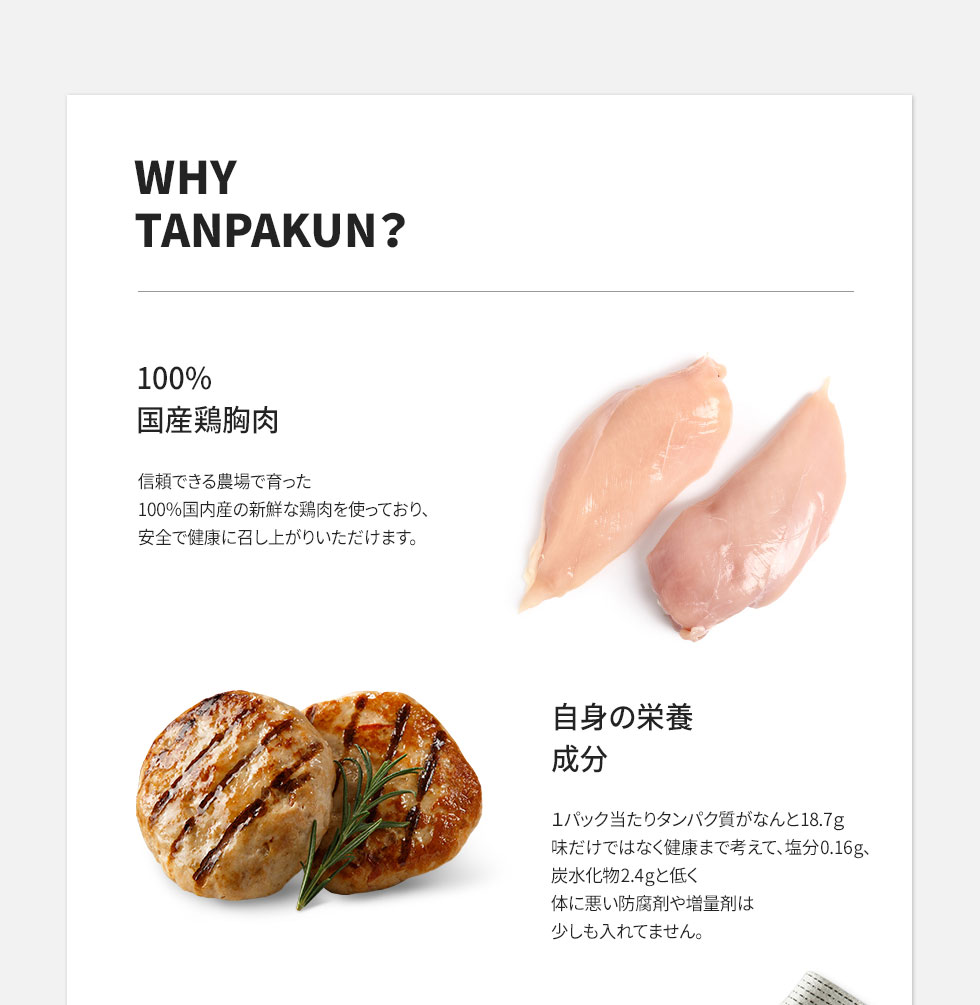 WHY
TANPAKUN？
100%
国産鶏胸肉
信頼できる農場で育った
100%国内産の新鮮な鶏肉を使っており、
安全で健康に召し上がりいただけます。
自身の栄養
成分
１パック当たりタンパク質がなんと18.7ｇ
味だけではなく健康まで考えて、塩分0.16g、
炭水化物2.4gと低く
体に悪い防腐剤や増量剤は
少しも入れてません。